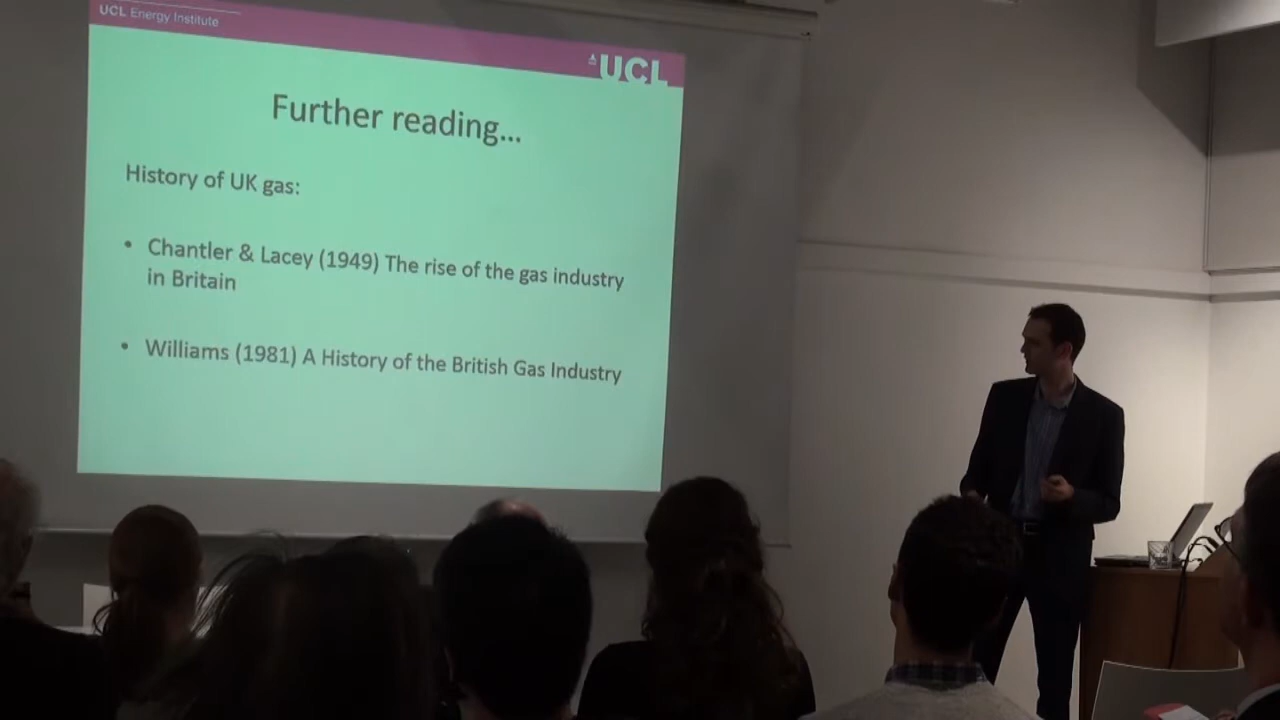 UCL Energy Institute
UCL
Further reading...
History of UK gas:
• Chantler & Lacey (1949) The rise of the gas industry
in Britain
• Williams (1981) A History of the British Gas Industry